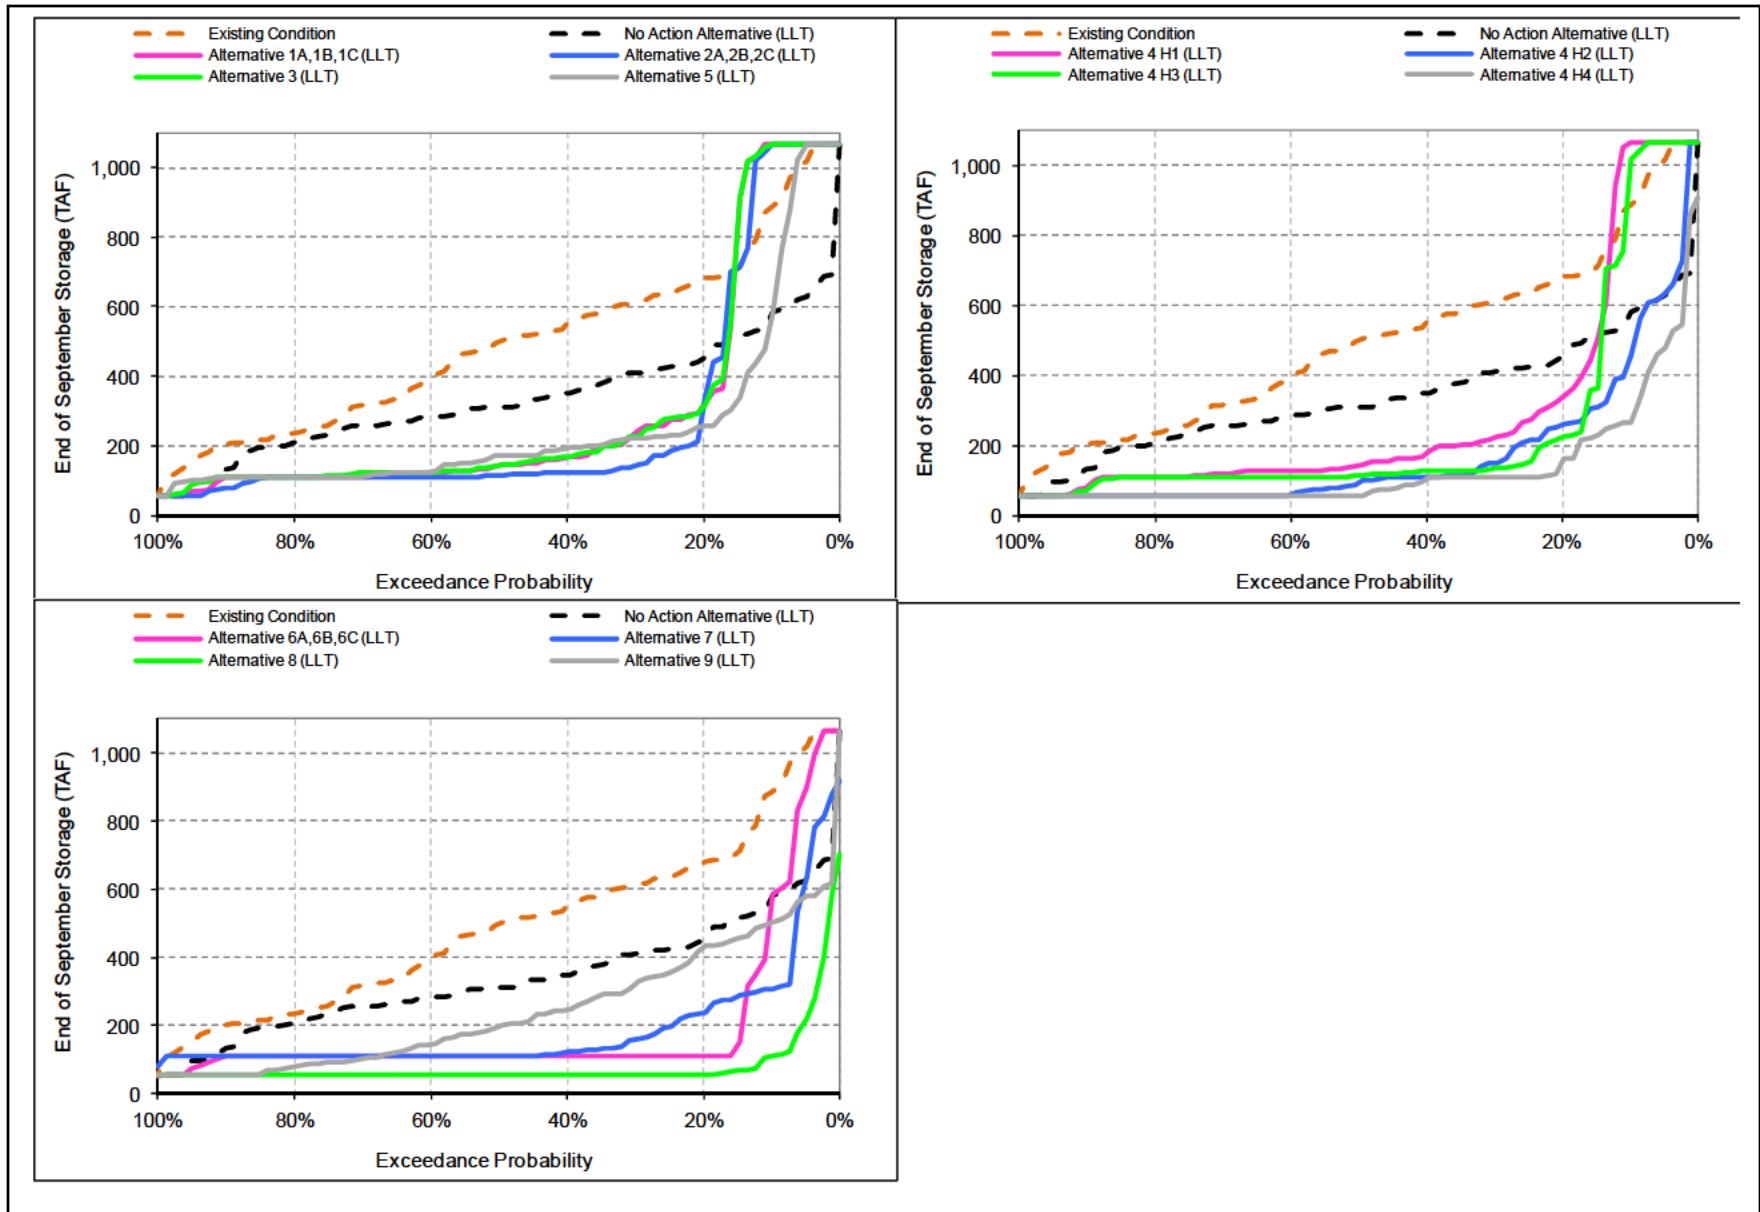 Existing Condition
No Action Alternative (LLT)
Alternative 1A,1B,1C (LLT)
Alternative 2A,2B,2C (LLT)
Alternative 3 (LLT)
Alternative 5 (LLT)
End of September Storage (TAF)
1,000
800
600
400
200
0
100% 80% 60% 40% 20% 0%
Exceedance Probability
Existing Condition
No Action Alternative (LLT)
Alternative 4 H1 (LLT)
Alternative 4 H2 (LLT)
Alternative 4 H3 (LLT)
Alternative 4 H4 (LLT)
End of September Storage (TAF)
1,000
800
600
400
200
0
100% 80% 60% 40% 20% 0%
Exceedance Probability
Existing Condition
No Action Alternative (LLT)
Alternative 6A,6B,6C (LLT)
Alternative 7 (LLT)
Alternative 8 (LLT)
Alternative 9 (LLT)
End of September Storage (TAF)
1,000
800
600
400
200
0
100% 80% 60% 40% 20% 0%
Exceedance Probability